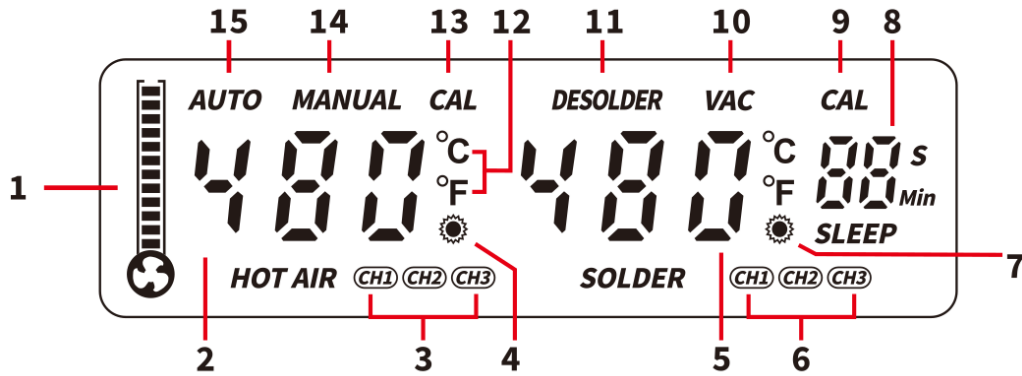 15 14 13 12 11 10 9 8
AUTO MANUAL CAL DESOLDER VAC CAL
480 °C 480 °C 88 S
1 °F °F Min
SLEEP
7
HOT AIR CH1 CH2 CH3 SOLDER CH1 CH2 CH3
2 3 4 5 6